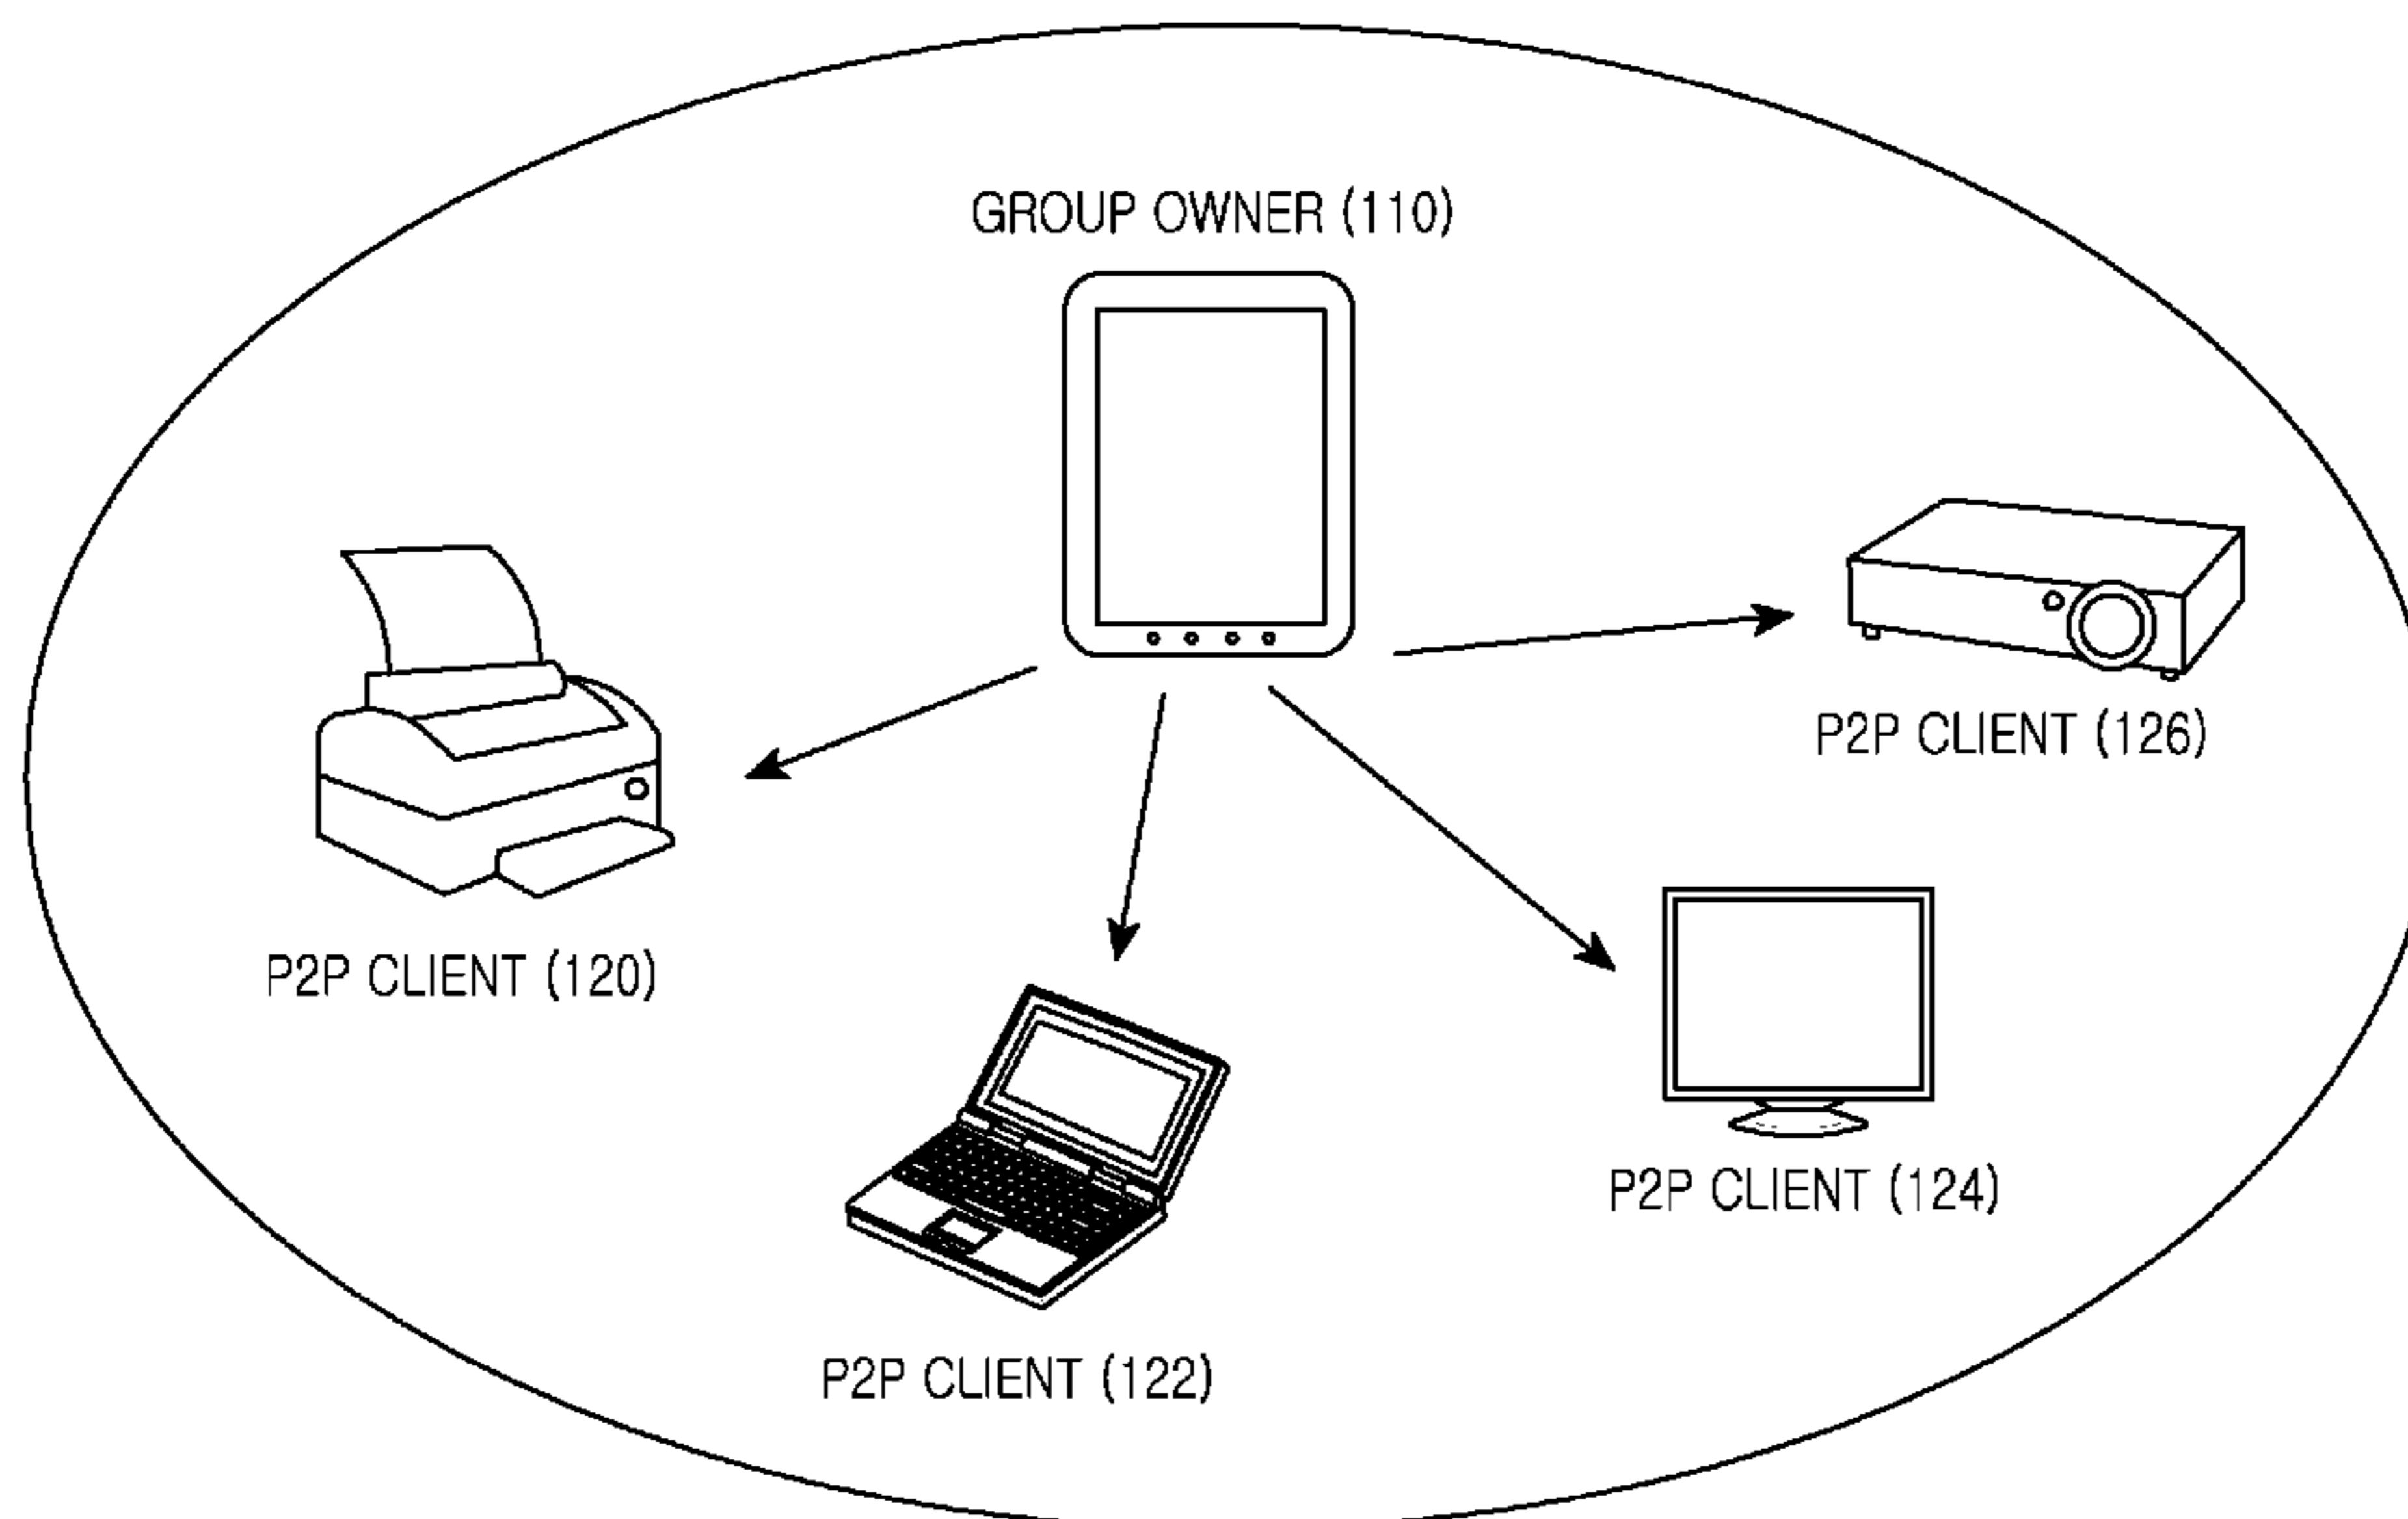 GROUP OWNER (110)
P2P CLIENT (126)
P2P CLIENT (120)
P2P CLIENT (124)
P2P CLIENT (122)